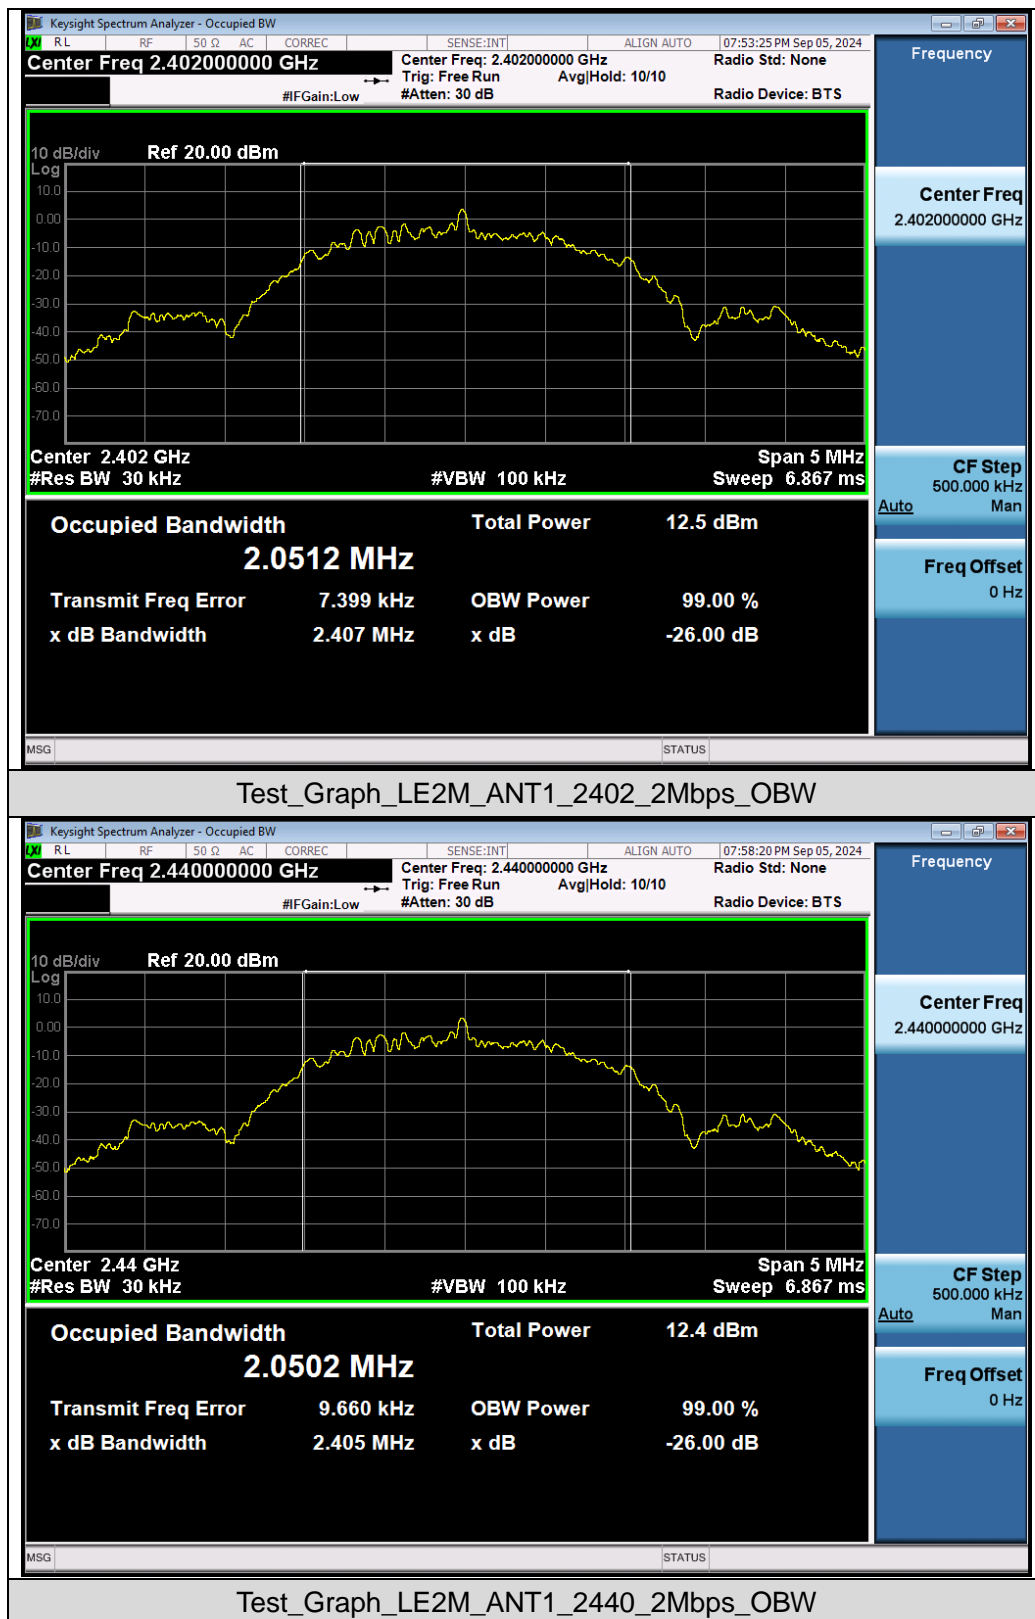 Keysight Spectrum Analyzer - Occupied BW
LXI RL RF 50 Ω AC CORREC SENSE:INT ALIGN AUTO 07:53:25 PM Sep 05, 2024
Center Freq 2.402000000 GHz
Center Freq: 2.402000000 GHz
Radio Std: None
Trig: Free Run Avg|Hold: 10/10
#IFGain:Low
#Atten: 30 dB
Radio Device: BTS
10 dB/div Ref 20.00 dBm
Log
10.0
0.00
-10.0
-20.0
-30.0
-40.0
-50.0
-60.0
-70.0
Center 2.402 GHz Span 5 MHz
#Res BW 30 kHz #VBW 100 kHz Sweep 6.867 ms
Occupied Bandwidth Total Power 12.5 dBm
2.0512 MHz
Transmit Freq Error 7.399 kHz OBW Power 99.00 %
x dB Bandwidth 2.407 MHz x dB -26.00 dB
MSG STATUS
Frequency
Center Freq
2.402000000 GHz
CF Step
500.000 kHz
Auto Man
Freq Offset
0 Hz
Test_Graph_LE2M_ANT1_2402_2Mbps_OBW
Keysight Spectrum Analyzer - Occupied BW
LXI RL RF 50 Ω AC CORREC SENSE:INT ALIGN AUTO 07:58:20 PM Sep 05, 2024
Center Freq 2.440000000 GHz
Center Freq: 2.440000000 GHz
Radio Std: None
Trig: Free Run Avg|Hold: 10/10
#IFGain:Low
#Atten: 30 dB
Radio Device: BTS
10 dB/div Ref 20.00 dBm
Log
10.0
0.00
-10.0
-20.0
-30.0
-40.0
-50.0
-60.0
-70.0
Center 2.44 GHz Span 5 MHz
#Res BW 30 kHz #VBW 100 kHz Sweep 6.867 ms
Occupied Bandwidth Total Power 12.4 dBm
2.0502 MHz
Transmit Freq Error 9.660 kHz OBW Power 99.00 %
x dB Bandwidth 2.405 MHz x dB -26.00 dB
MSG STATUS
Frequency
Center Freq
2.440000000 GHz
CF Step
500.000 kHz
Auto Man
Freq Offset
0 Hz
Test_Graph_LE2M_ANT1_2440_2Mbps_OBW